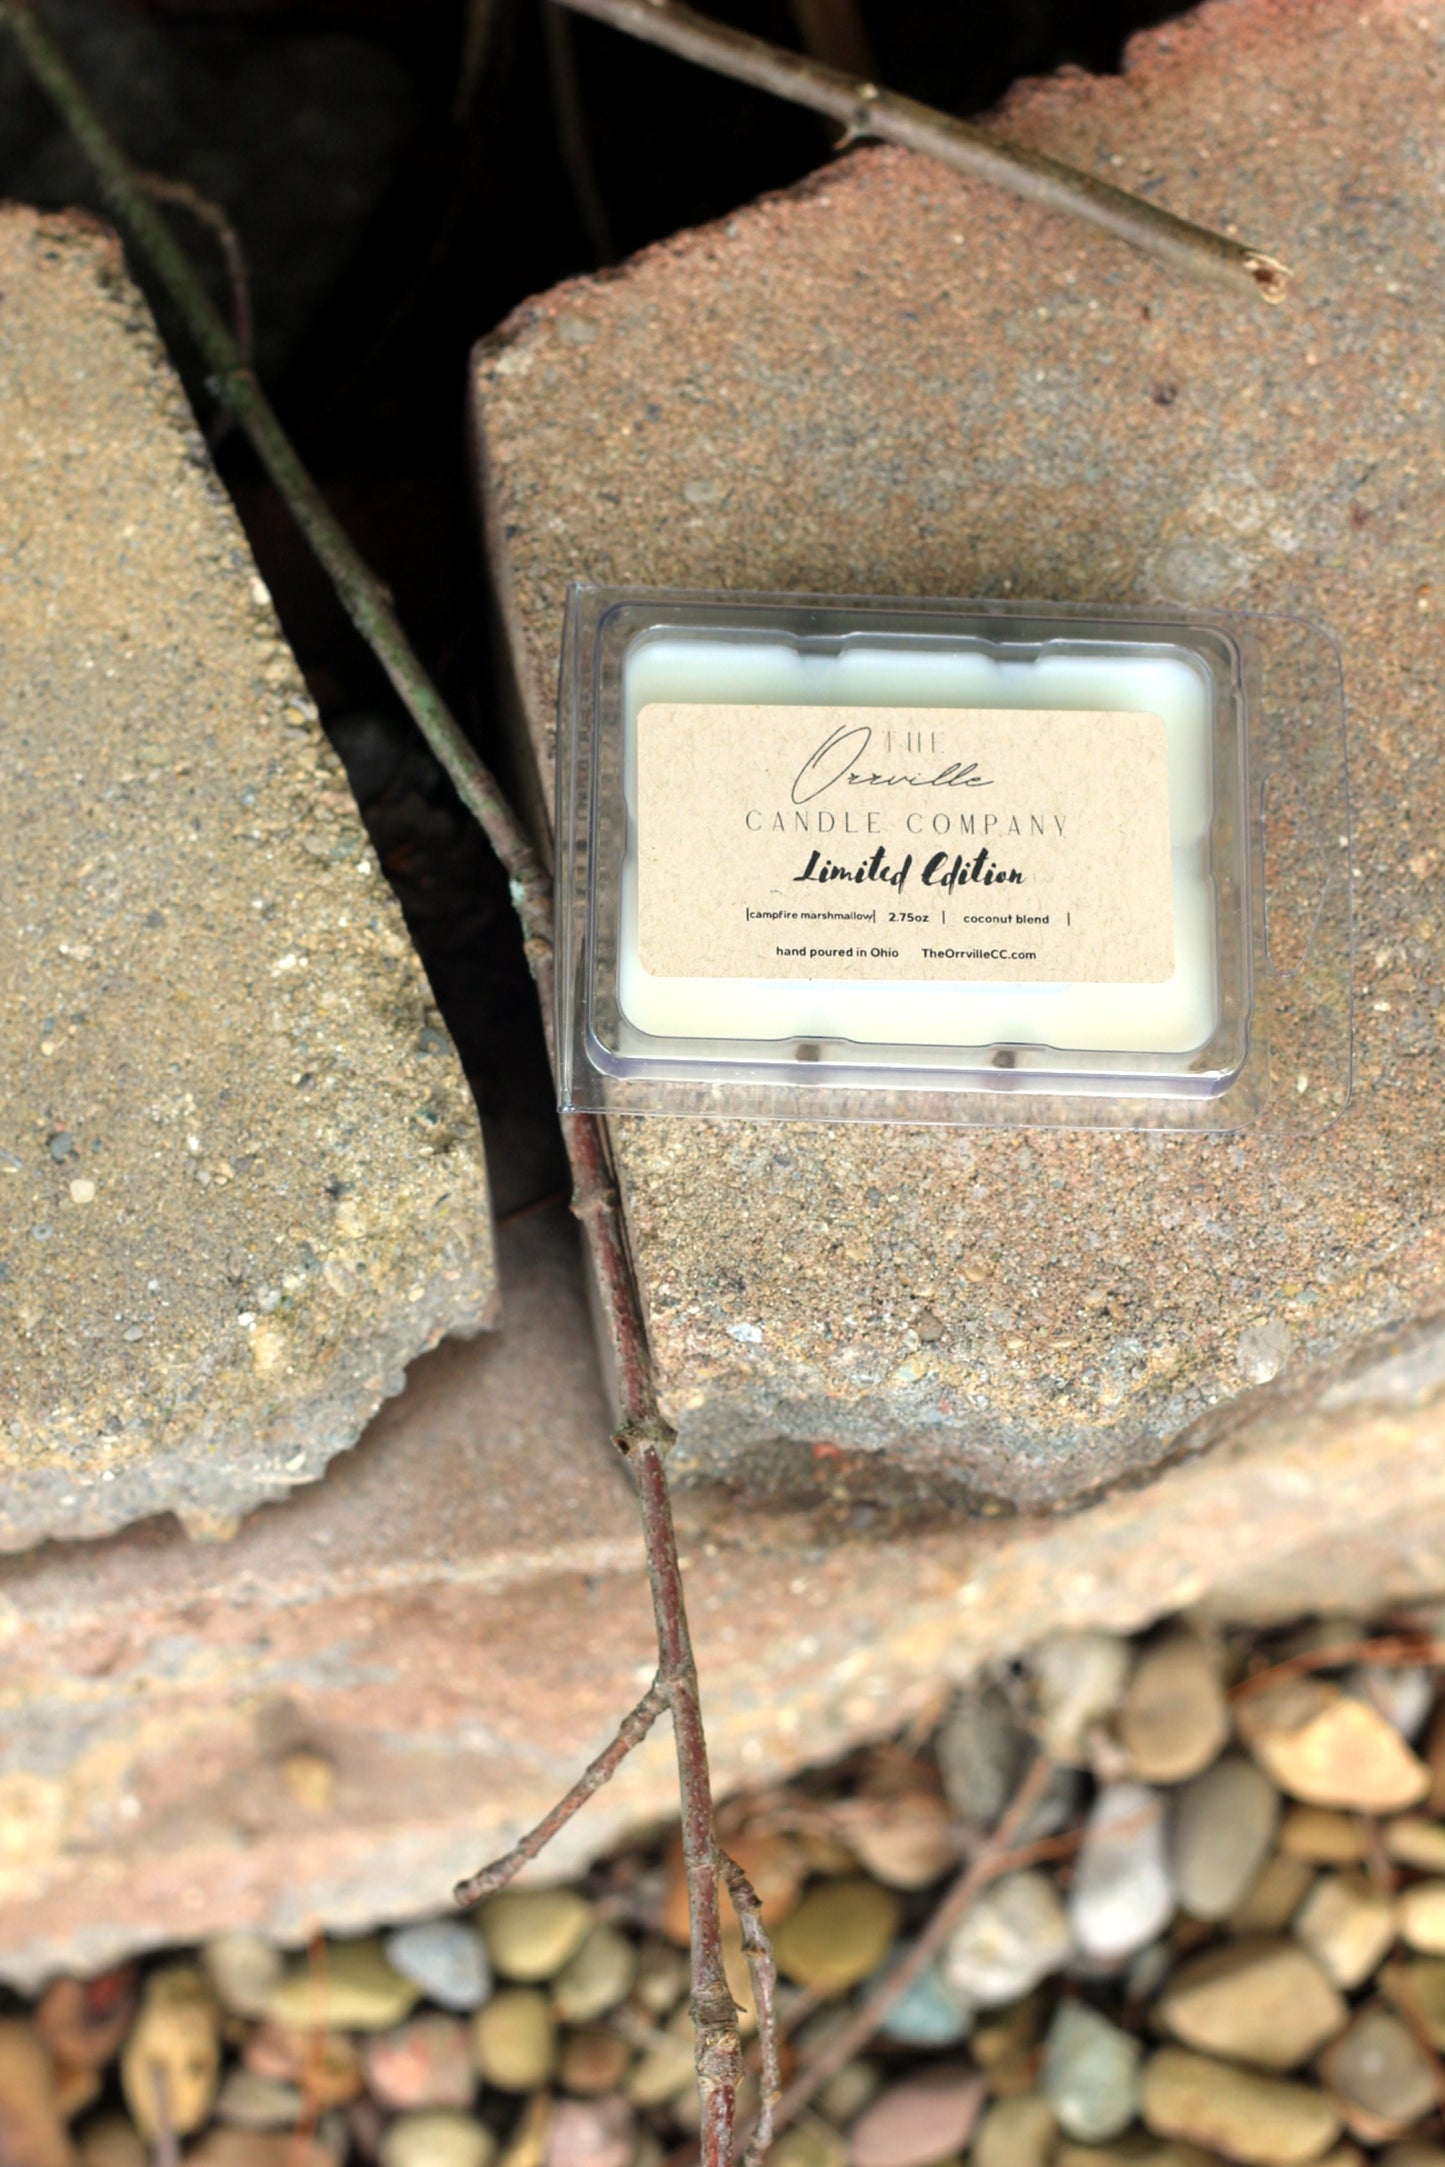 THE
Orrville
CANDLE COMPANY
Limited Edition
|campfire marshmallow| 2.75oz | coconut blend |
hand poured in Ohio TheOrrvilleCC.com